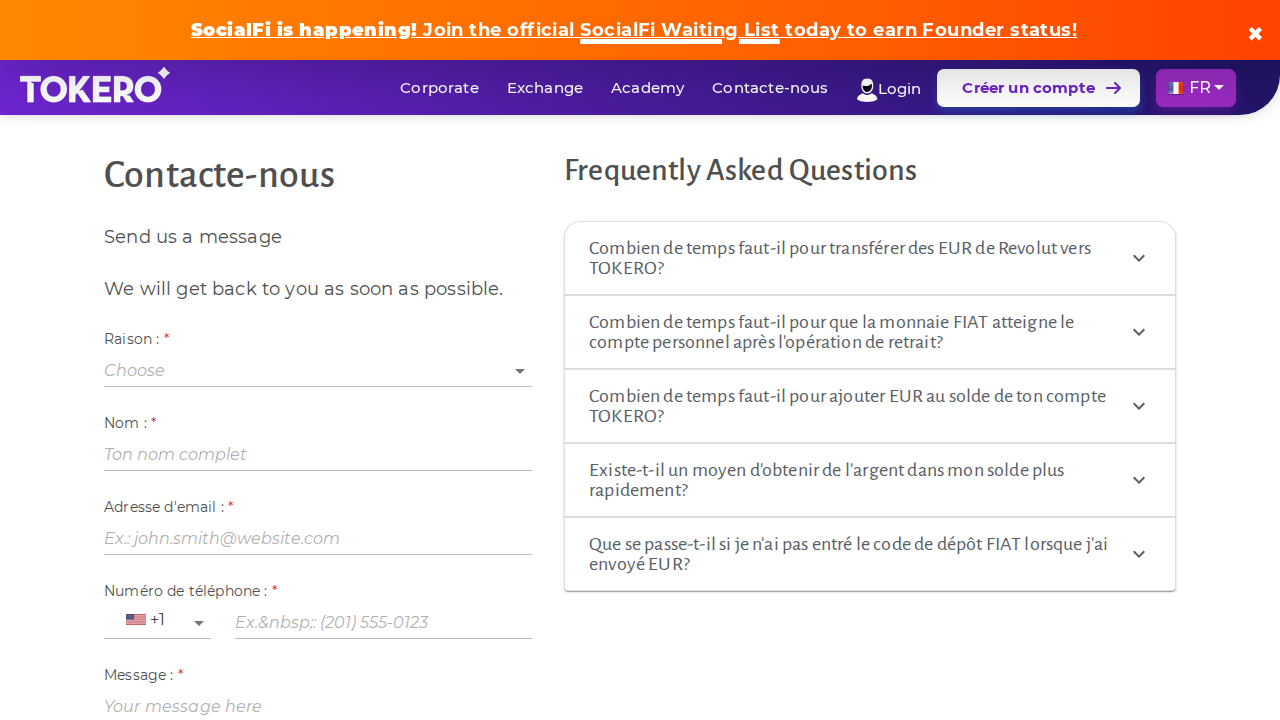 SocialFi is happening! Join the official SocialFi Waiting List today to earn Founder status!
✖
TOKERO
Corporate
Exchange
Academy
Contacte-nous
Login
Créer un compte
FR
Contacte-nous
Send us a message
We will get back to you as soon as possible.
Raison : *
Choose
Nom : *
Ton nom complet
Adresse d'email : *
Ex.: john.smith@website.com
Numéro de téléphone : *
+1
Ex.&nbsp;: (201) 555-0123
Message : *
Your message here
Frequently Asked Questions
Combien de temps faut-il pour transférer des EUR de Revolut vers
TOKERO?
Combien de temps faut-il pour que la monnaie FIAT atteigne le
compte personnel après l'opération de retrait?
Combien de temps faut-il pour ajouter EUR au solde de ton compte
TOKERO?
Existe-t-il un moyen d'obtenir de l'argent dans mon solde plus
rapidement?
Que se passe-t-il si je n'ai pas entré le code de dépôt FIAT lorsque j'ai
envoyé EUR?